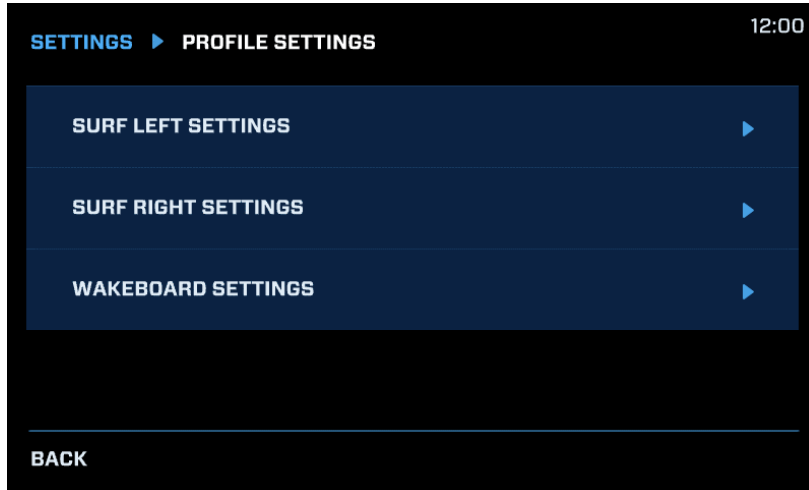 12:00
SETTINGS ▶ PROFILE SETTINGS
SURF LEFT SETTINGS
SURF RIGHT SETTINGS
WAKEBOARD SETTINGS
BACK